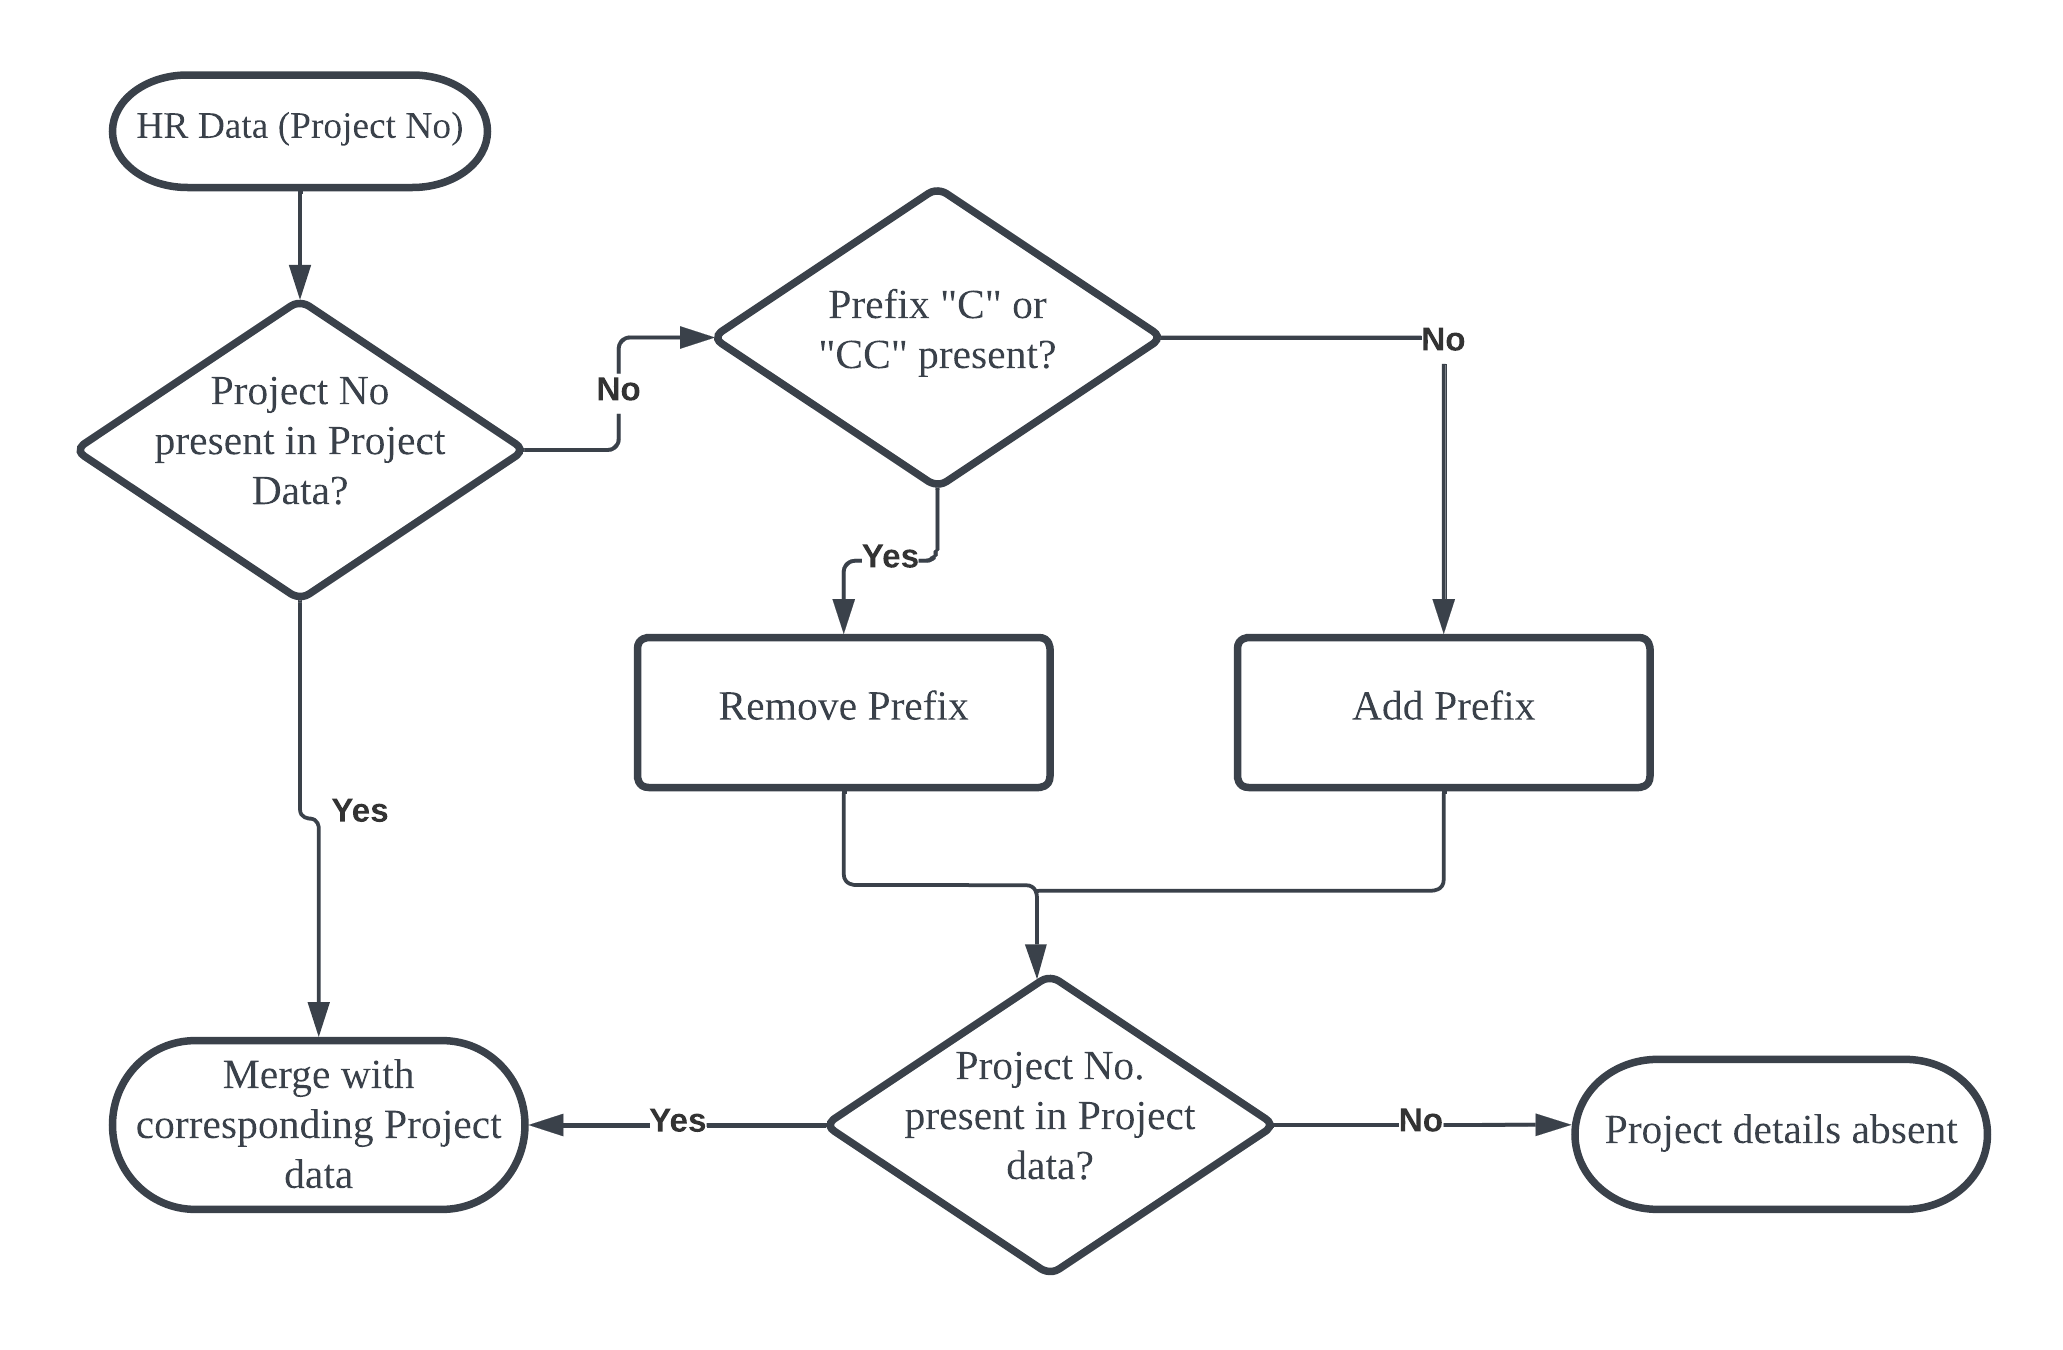 HR Data (Project No)
Project No
present in Project
Data?
No
Prefix "C" or
"CC" present?
No
Yes
Remove Prefix
Add Prefix
Yes
Merge with
corresponding Project
data
Yes
Project No.
present in Project
data?
No
Project details absent